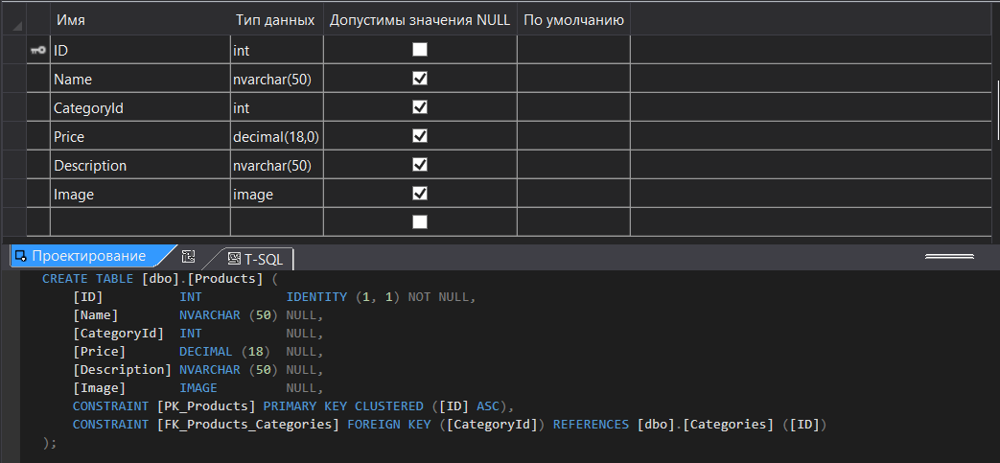 Имя Тип данных Допустимы значения NULL По умолчанию
ID int
Name nvarchar(50)
CategoryId int
Price decimal(18,0)
Description nvarchar(50)
Image image
Проектирование T-SQL
CREATE TABLE [dbo].[Products] (
[ID] INT IDENTITY (1, 1) NOT NULL,
[Name] NVARCHAR (50) NULL,
[CategoryId] INT NULL,
[Price] DECIMAL (18) NULL,
[Description] NVARCHAR (50) NULL,
[Image] IMAGE NULL,
CONSTRAINT [PK_Products] PRIMARY KEY CLUSTERED ([ID] ASC),
CONSTRAINT [FK_Products_Categories] FOREIGN KEY ([CategoryId]) REFERENCES [dbo].[Categories] ([ID])
);